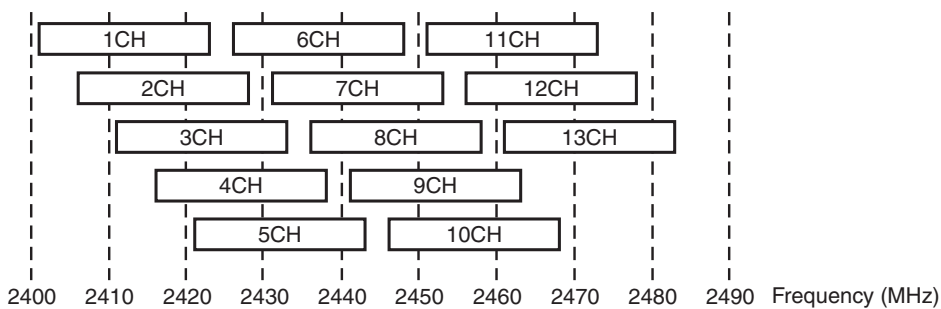 1CH 6CH 11CH
2CH 7CH 12CH
3CH 8CH 13CH
4CH 9CH
5CH 10CH
2400 2410 2420 2430 2440 2450 2460 2470 2480 2490 Frequency (MHz)